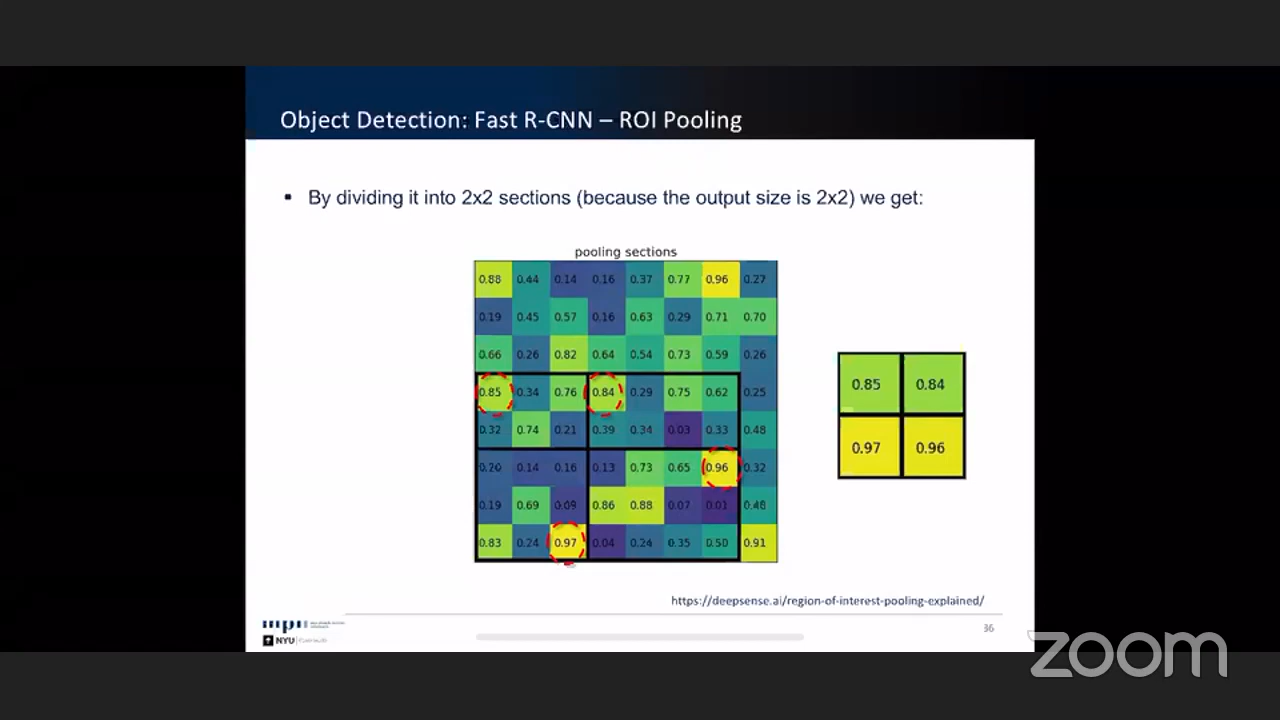 Object Detection: Fast R-CNN – ROI Pooling
▪ By dividing it into 2x2 sections (because the output size is 2x2) we get:
pooling sections
0.88 0.44 0.14 0.16 0.37 0.77 0.96 0.27
0.19 0.45 0.57 0.16 0.63 0.29 0.71 0.70
0.66 0.26 0.82 0.64 0.54 0.73 0.59 0.26
0.85 0.34 0.76 0.84 0.29 0.75 0.62 0.25
0.32 0.74 0.21 0.39 0.34 0.03 0.33 0.48
0.20 0.14 0.16 0.13 0.73 0.65 0.96 0.32
0.19 0.69 0.09 0.86 0.88 0.07 0.01 0.48
0.83 0.24 0.97 0.04 0.24 0.35 0.50 0.91
0.85 0.84
0.97 0.96
https://deepsense.ai/region-of-interest-pooling-explained/
36
NYU
zoom